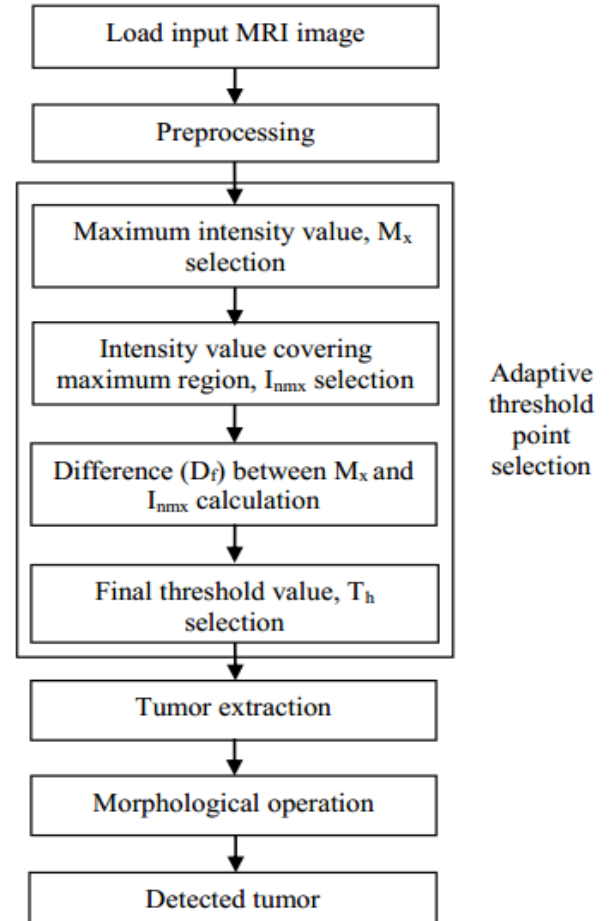 Load input MRI image
Preprocessing
Maximum intensity value, Mₓ
selection
Intensity value covering
maximum region, Iₙₘₓ selection
Difference (D_f) between Mₓ and
Iₙₘₓ calculation
Final threshold value, Tₕ
selection
Adaptive
threshold
point
selection
Tumor extraction
Morphological operation
Detected tumor